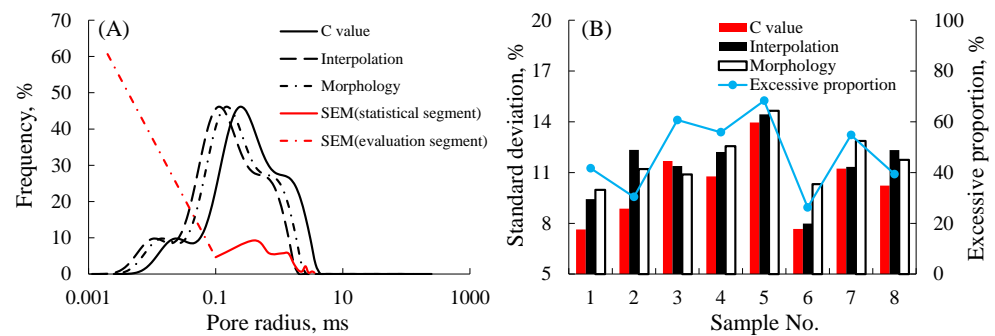 (A)
Frequency, %
70
60
50
40
30
20
10
0
0.001
0.1
10
1000
Pore radius, ms
C value
Interpolation
Morphology
SEM(statistical segment)
SEM(evaluation segment)
(B)
Standard deviation, %
20
17
14
11
8
5
1
2
3
4
5
6
7
8
Sample No.
C value
Interpolation
Morphology
Excessive proportion
100
80
60
40
20
0
Excessive proportion, %